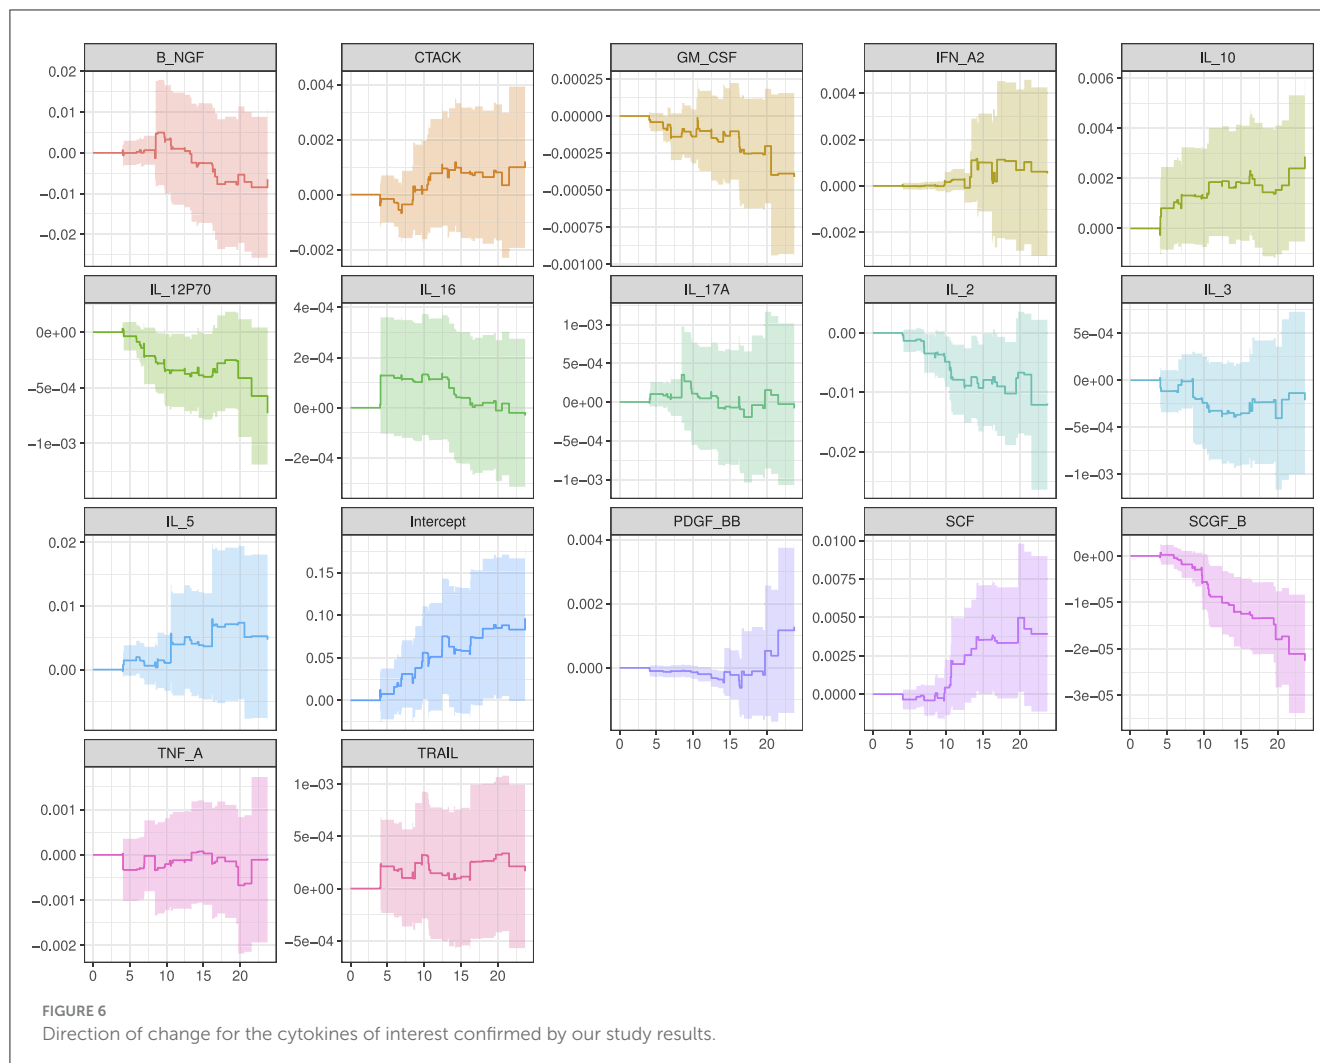 B_NGF CTACK GM_CSF IFN_A2 IL_10
0.02 0.01 0.00 −0.01 −0.02
0.004 0.002 0.000 −0.002
0.00025 0.00000 −0.00025 −0.00050 −0.00075 −0.00100
0.004 0.002 0.000 −0.002
0.006 0.004 0.002 0.000
IL_12P70 IL_16 IL_17A IL_2 IL_3
0e+00 −5e−04 −1e−03
4e−04 2e−04 0e+00 −2e−04
1e−03 5e−04 0e+00 −5e−04 −1e−03
0.00 −0.01 −0.02
5e−04 0e+00 −5e−04 −1e−03
IL_5 Intercept PDGF_BB SCF SCGF_B
0.02 0.01 0.00
0.15 0.10 0.05 0.00
0.004 0.002 0.000
0.0100 0.0075 0.0050 0.0025 0.0000
0e+00 −1e−05 −2e−05 −3e−05
0 5 10 15 20
0 5 10 15 20
0 5 10 15 20
TNF_A TRAIL
0.001 0.000 −0.001 −0.002
1e−03 5e−04 0e+00 −5e−04
0 5 10 15 20
0 5 10 15 20
FIGURE 6
Direction of change for the cytokines of interest confirmed by our study results.